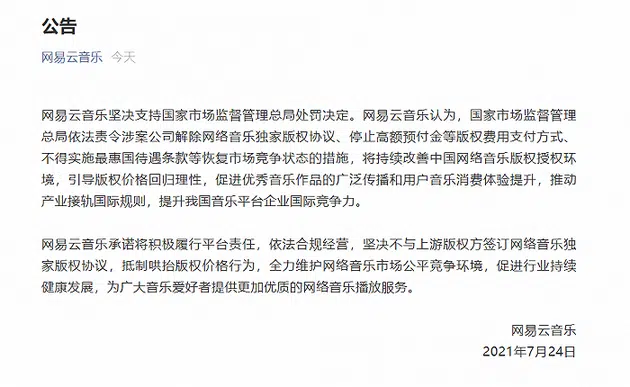 公告
网易云音乐 今天
网易云音乐坚决支持国家市场监督管理总局处罚决定。网易云音乐认为，国家市场监督管理
总局依法责令涉案公司解除网络音乐独家版权协议、停止高额预付金等版权费用支付方式、
不得实施最惠国待遇条款等恢复市场竞争状态的措施，将持续改善中国网络音乐版权授权环
境，引导版权价格回归理性，促进优秀音乐作品的广泛传播和用户音乐消费体验提升，推动
产业接轨国际规则，提升我国音乐平台企业国际竞争力。
网易云音乐承诺将积极履行平台责任，依法合规经营，坚决不与上游版权方签订网络音乐独
家版权协议，抵制哄抬版权价格行为，全力维护网络音乐市场公平竞争环境，促进行业持续
健康发展，为广大音乐爱好者提供更加优质的网络音乐播放服务。
网易云音乐
2021年7月24日